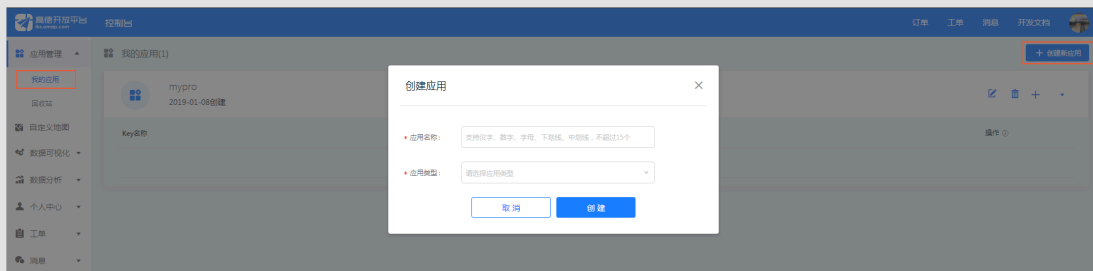 高德开放平台
lbs.amap.com
控制台
订单
工单
消息
开发文档
应用管理
我的应用
回收站
自定义地图
数据可视化
数据分析
个人中心
工单
消息
我的应用(1)
+ 创建新应用
mypro
2019-01-08创建
Key名称
操作
创建应用
* 应用名称:
支持汉字、数字、字母、下划线、中划线，不超过15个
* 应用类型:
请选择应用类型
取 消
创 建